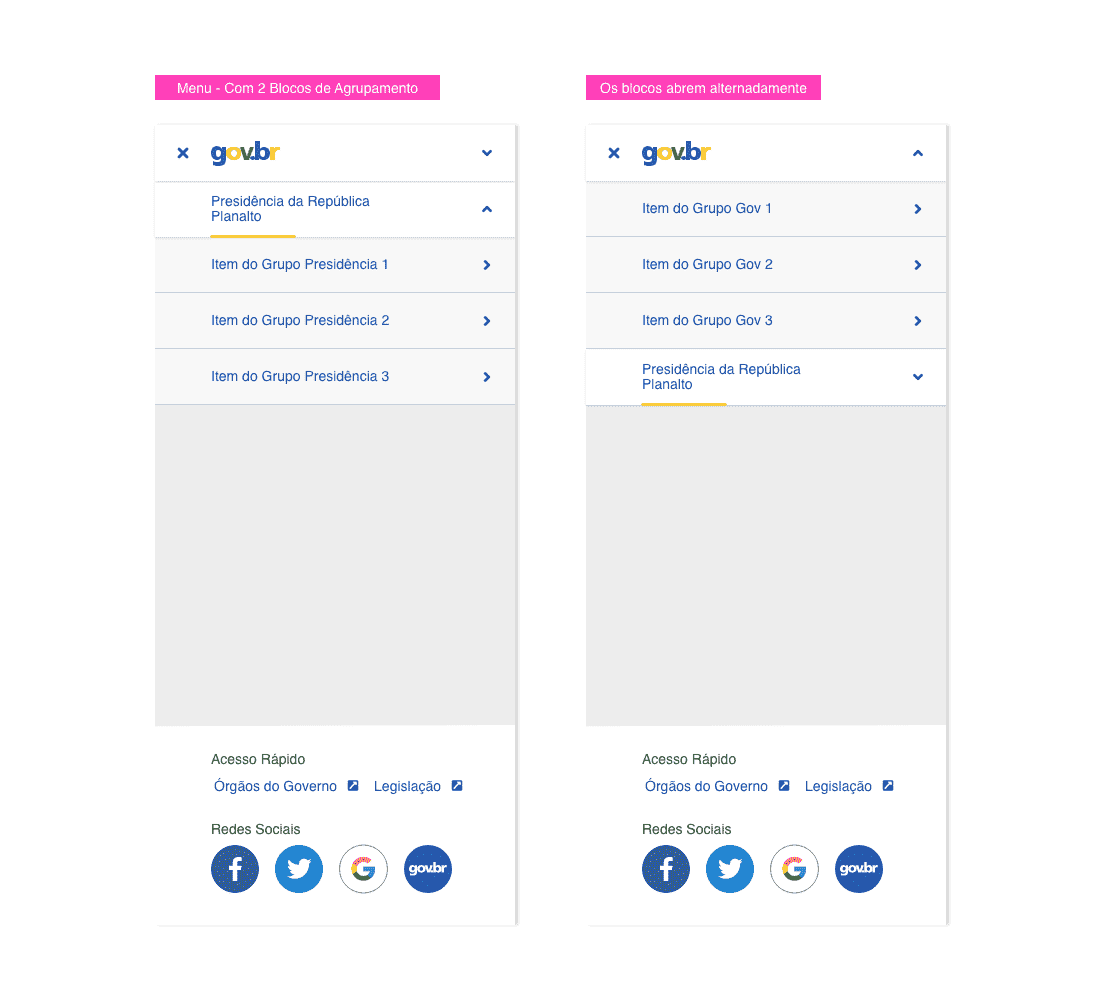 Menu - Com 2 Blocos de Agrupamento
gov.br
Presidência da República
Planalto
Item do Grupo Presidência 1
Item do Grupo Presidência 2
Item do Grupo Presidência 3
Acesso Rápido
Órgãos do Governo Legislação
Redes Sociais
f G gov.br
Os blocos abrem alternadamente
gov.br
Item do Grupo Gov 1
Item do Grupo Gov 2
Item do Grupo Gov 3
Presidência da República
Planalto
Acesso Rápido
Órgãos do Governo Legislação
Redes Sociais
f G gov.br